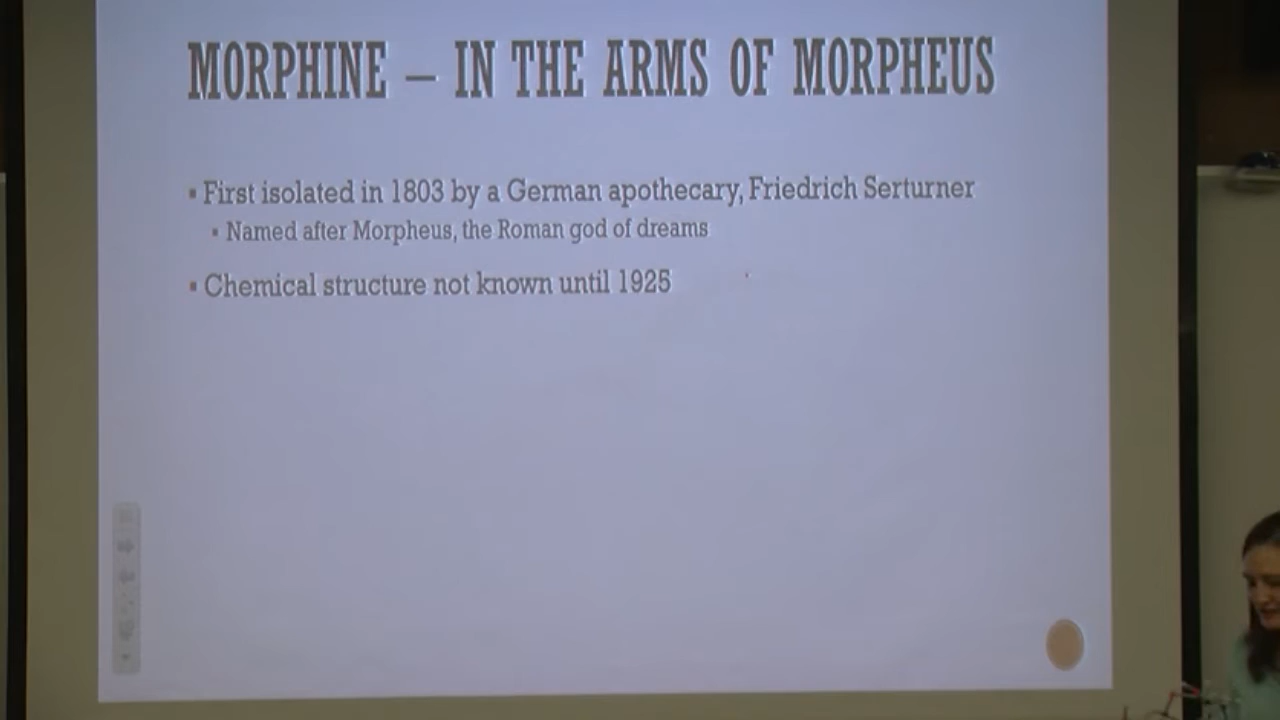 MORPHINE – IN THE ARMS OF MORPHEUS
▪ First isolated in 1803 by a German apothecary, Friedrich Serturner
▪ Named after Morpheus, the Roman god of dreams
▪ Chemical structure not known until 1925